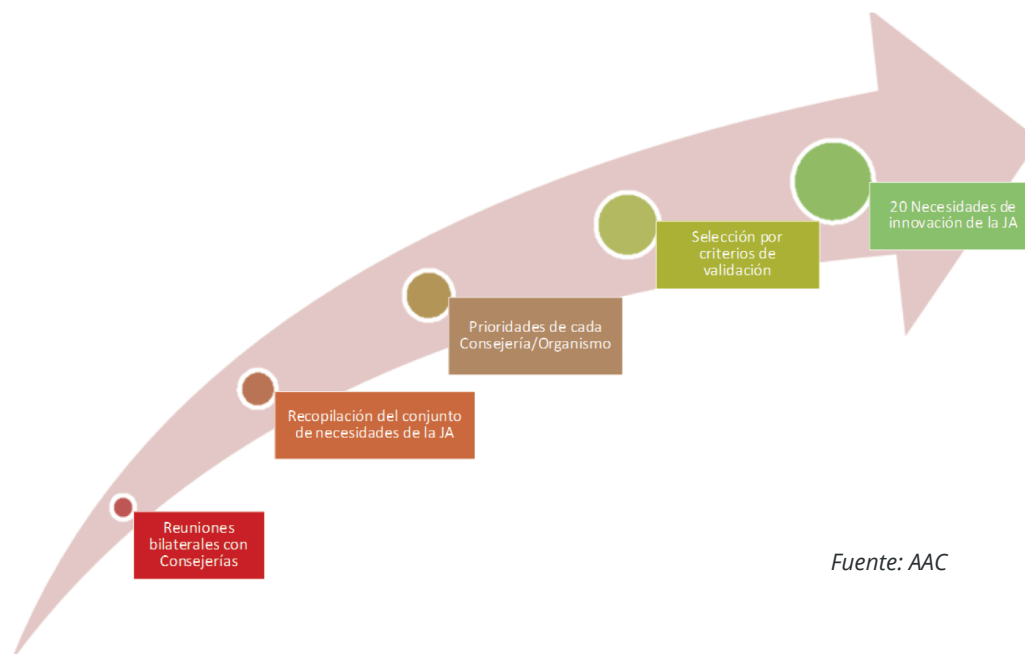 20 Necesidades de
innovación de la JA
Selección por
criterios de
validación
Prioridades de cada
Consejería/Organismo
Recopilación del conjunto
de necesidades de la JA
Reuniones
bilaterales con
Consejerías
Fuente: AAC